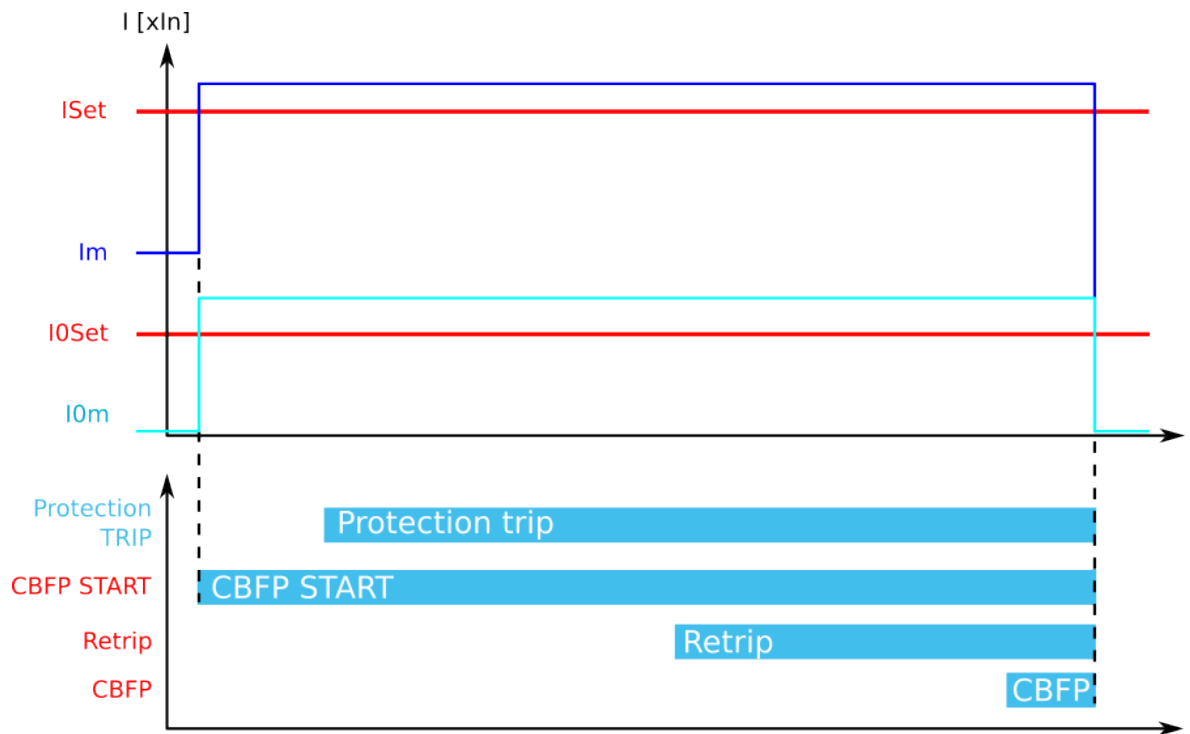 I [xIn]
ISet
Im
I0Set
I0m
Protection
TRIP
Protection trip
CBFP START
CBFP START
Retrip
Retrip
CBFP
CBFP